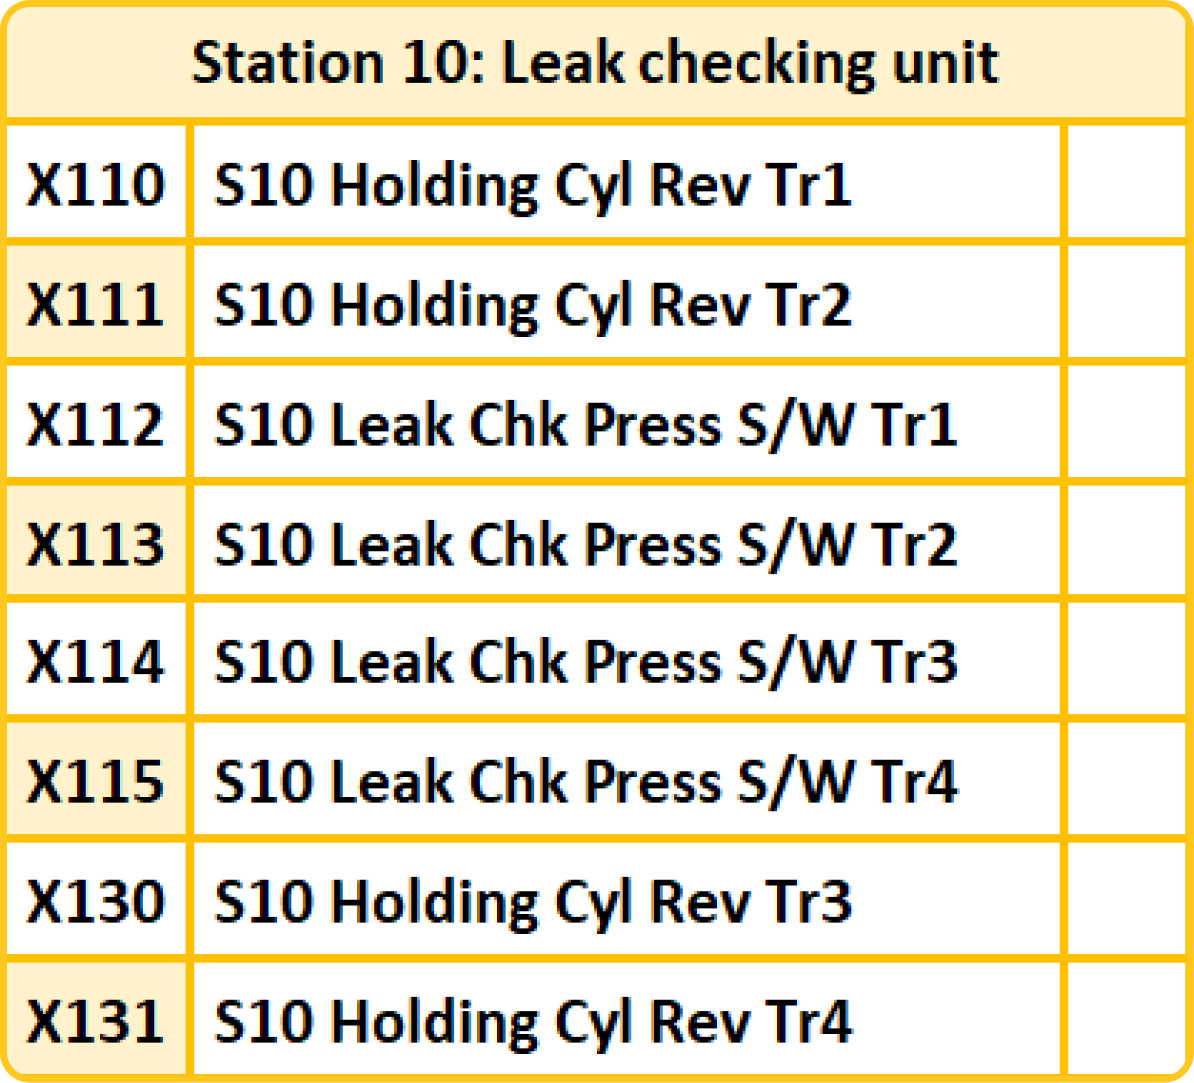 Station 10: Leak checking unit
X110 S10 Holding Cyl Rev Tr1
X111 S10 Holding Cyl Rev Tr2
X112 S10 Leak Chk Press S/W Tr1
X113 S10 Leak Chk Press S/W Tr2
X114 S10 Leak Chk Press S/W Tr3
X115 S10 Leak Chk Press S/W Tr4
X130 S10 Holding Cyl Rev Tr3
X131 S10 Holding Cyl Rev Tr4